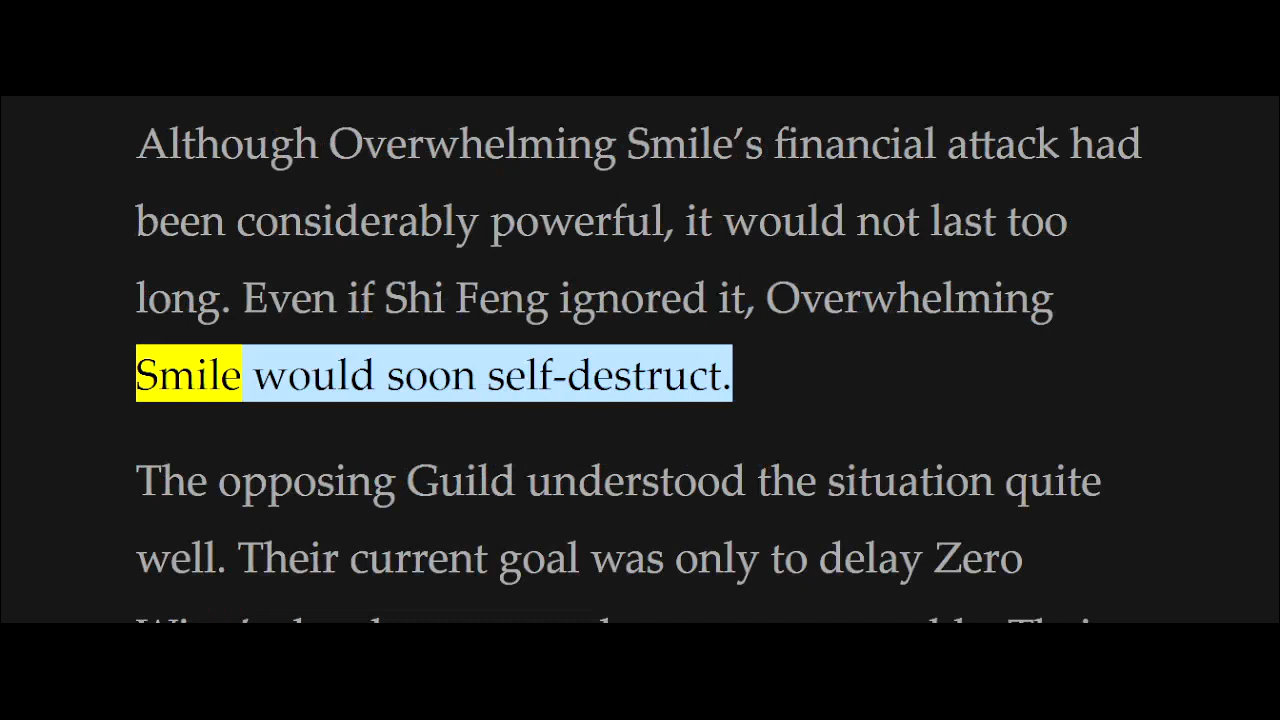 Although Overwhelming Smile’s financial attack had
been considerably powerful, it would not last too
long. Even if Shi Feng ignored it, Overwhelming
Smile would soon self-destruct.
The opposing Guild understood the situation quite
well. Their current goal was only to delay Zero